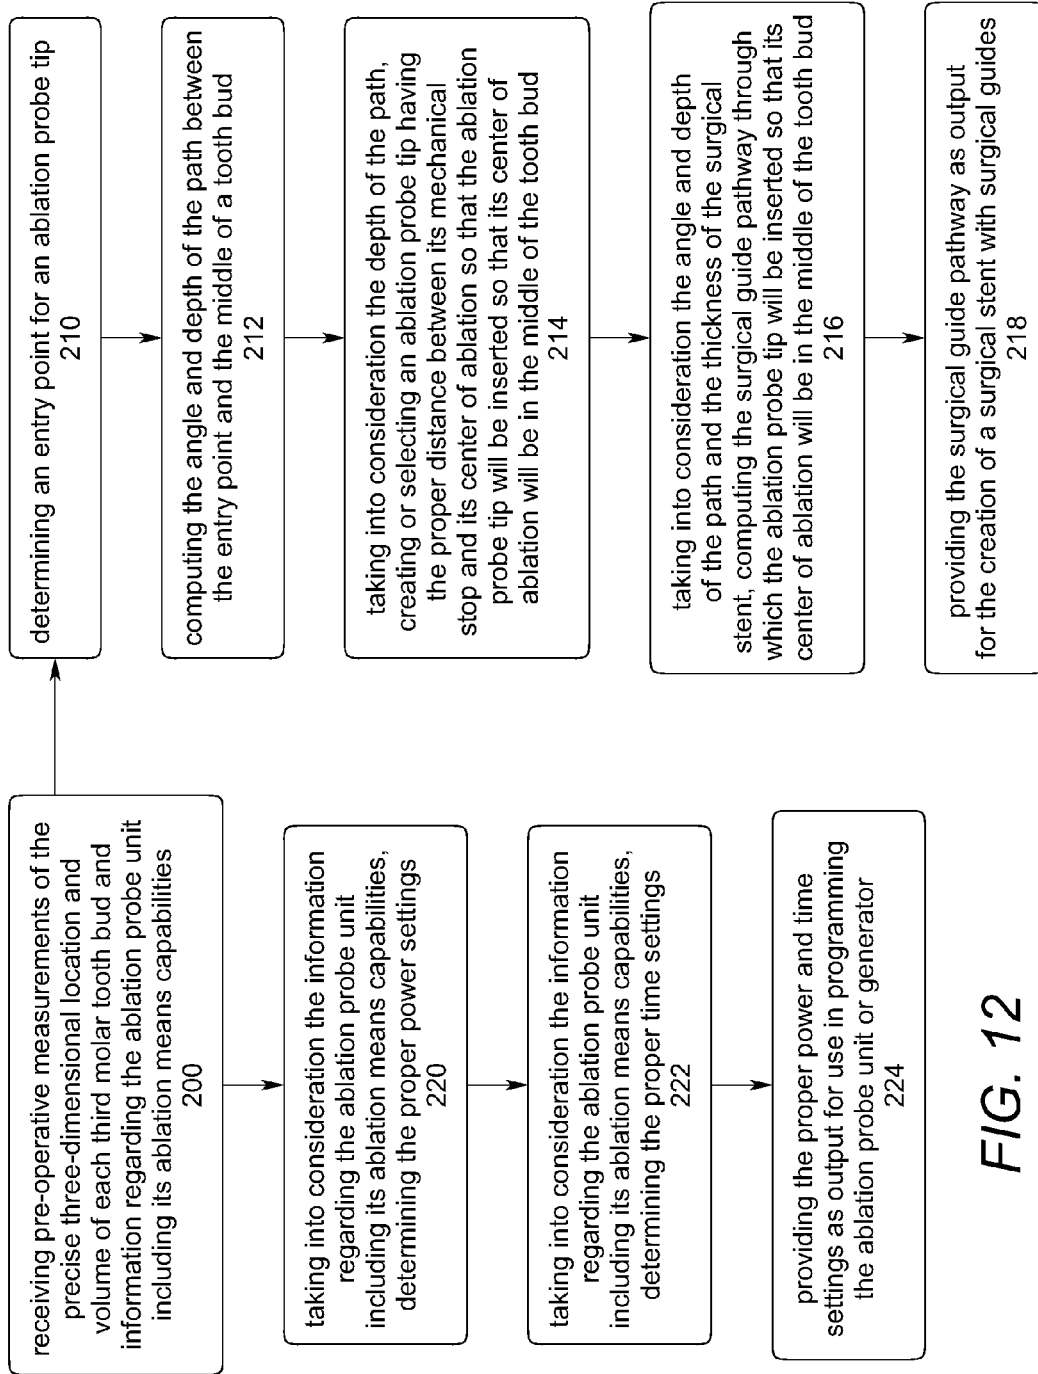 receiving pre-operative measurements of the
precise three-dimensional location and
volume of each third molar tooth bud and
information regarding the ablation probe unit
including its ablation means capabilities
200
taking into consideration the information
regarding the ablation probe unit
including its ablation means capabilities,
determining the proper power settings
220
taking into consideration the information
regarding the ablation probe unit
including its ablation means capabilities,
determining the proper time settings
222
providing the proper power and time
settings as output for use in programming
the ablation probe unit or generator
224
determining an entry point for an ablation probe tip
210
computing the angle and depth of the path between
the entry point and the middle of a tooth bud
212
taking into consideration the depth of the path,
creating or selecting an ablation probe tip having
the proper distance between its mechanical
stop and its center of ablation so that the ablation
probe tip will be inserted so that its center of
ablation will be in the middle of the tooth bud
214
taking into consideration the angle and depth
of the path and the thickness of the surgical
stent, computing the surgical guide pathway through
which the ablation probe tip will be inserted so that its
center of ablation will be in the middle of the tooth bud
216
providing the surgical guide pathway as output
for the creation of a surgical stent with surgical guides
218
FIG. 12